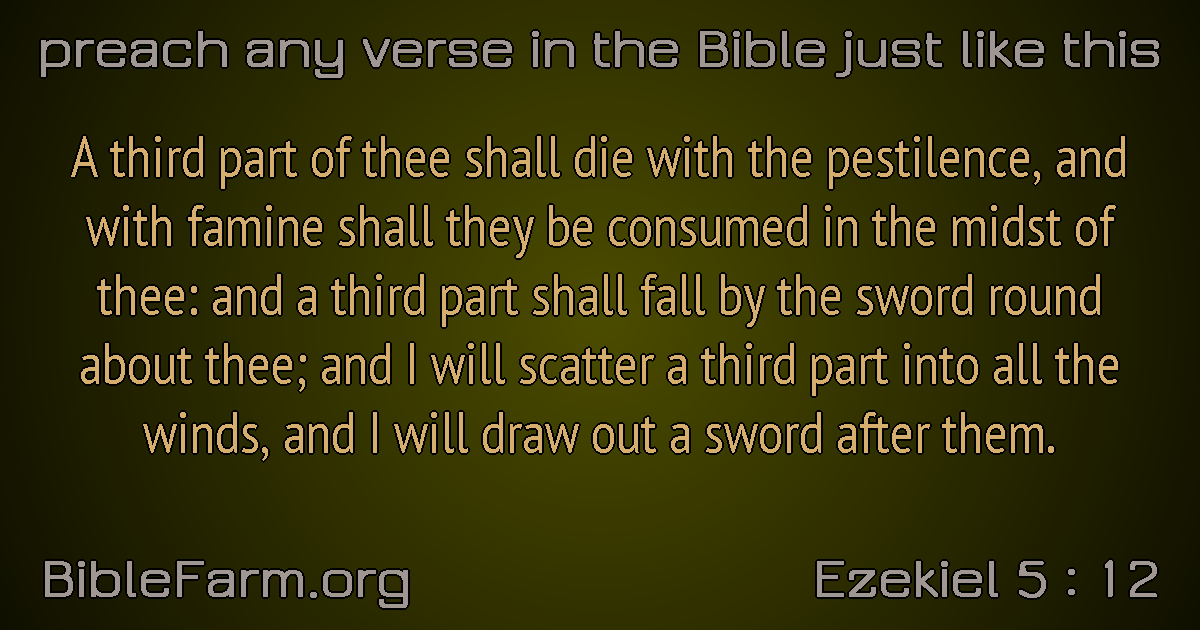 preach any verse in the Bible just like this
A third part of thee shall die with the pestilence, and
with famine shall they be consumed in the midst of
thee: and a third part shall fall by the sword round
about thee; and I will scatter a third part into all the
winds, and I will draw out a sword after them.
BibleFarm.org
Ezekiel 5 : 12